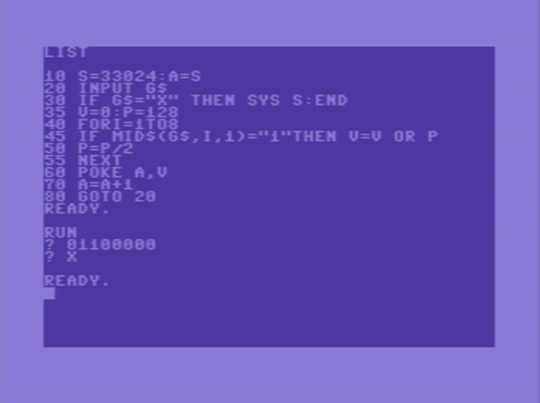 LIST
10 S=33024:A=S
20 INPUT G$
30 IF G$="X" THEN SYS S:END
35 V=0:P=128
40 FORI=1TO8
45 IF MID$(G$,I,1)="1"THEN V=V OR P
50 P=P/2
55 NEXT
60 POKE A,V
70 A=A+1
80 GOTO 20
READY.
RUN
? 01100000
? X
READY.